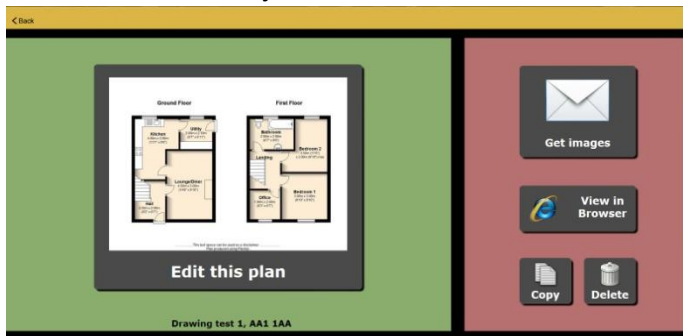 Back
Ground Floor
First Floor
Kitchen
Utility
Lounge/Diner
Hall
Bathroom
Bedroom 2
Landing
Bedroom 1
Office
Edit this plan
Drawing test 1, AA1 1AA
Get images
View in
Browser
Copy
Delete